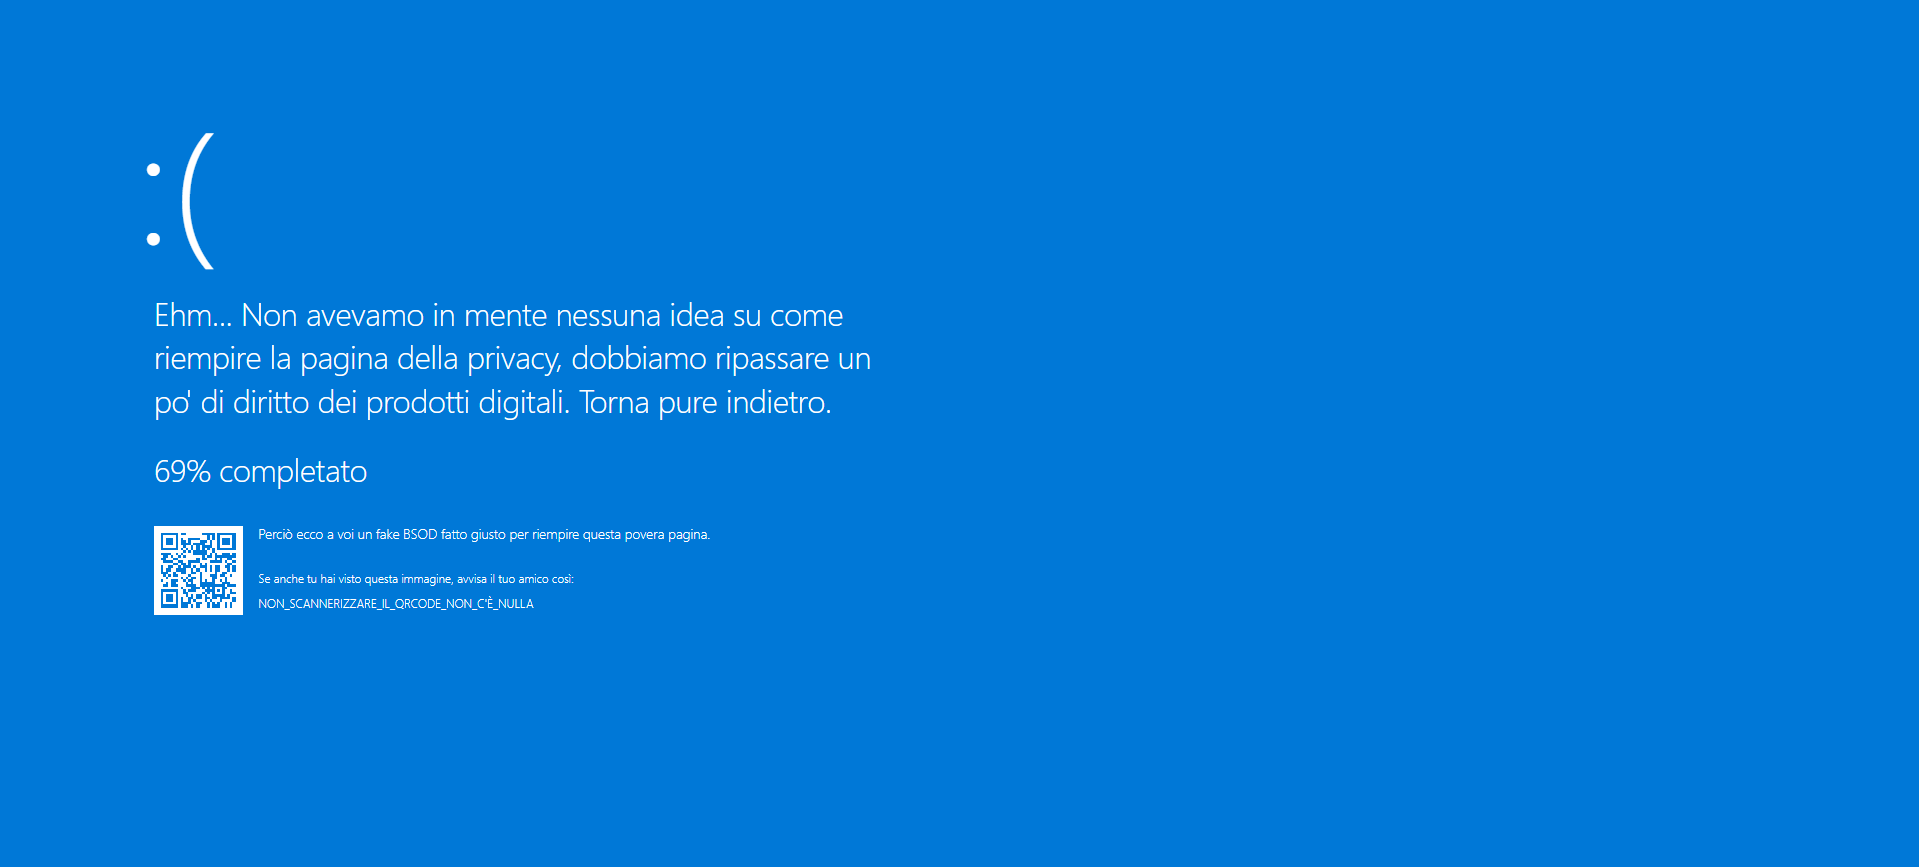 :(
Ehm... Non avevamo in mente nessuna idea su come
riempire la pagina della privacy, dobbiamo ripassare un
po' di diritto dei prodotti digitali. Torna pure indietro.
69% completato
Perciò ecco a voi un fake BSOD fatto giusto per riempire questa povera pagina.
Se anche tu hai visto questa immagine, avvisa il tuo amico così:
NON_SCANNERIZZARE_IL_QRCODE_NON_C'È_NULLA